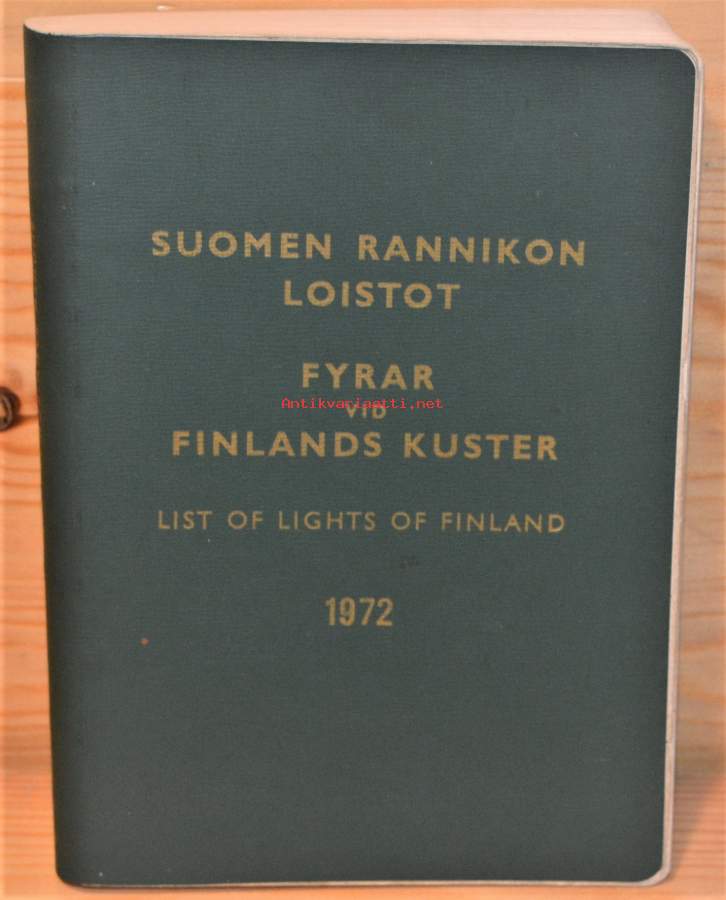 SUOMEN RANNIKON
LOISTOT
FYRAR
Antikvariaatti.net
VID
FINLANDS KUSTER
LIST OF LIGHTS OF FINLAND
1972